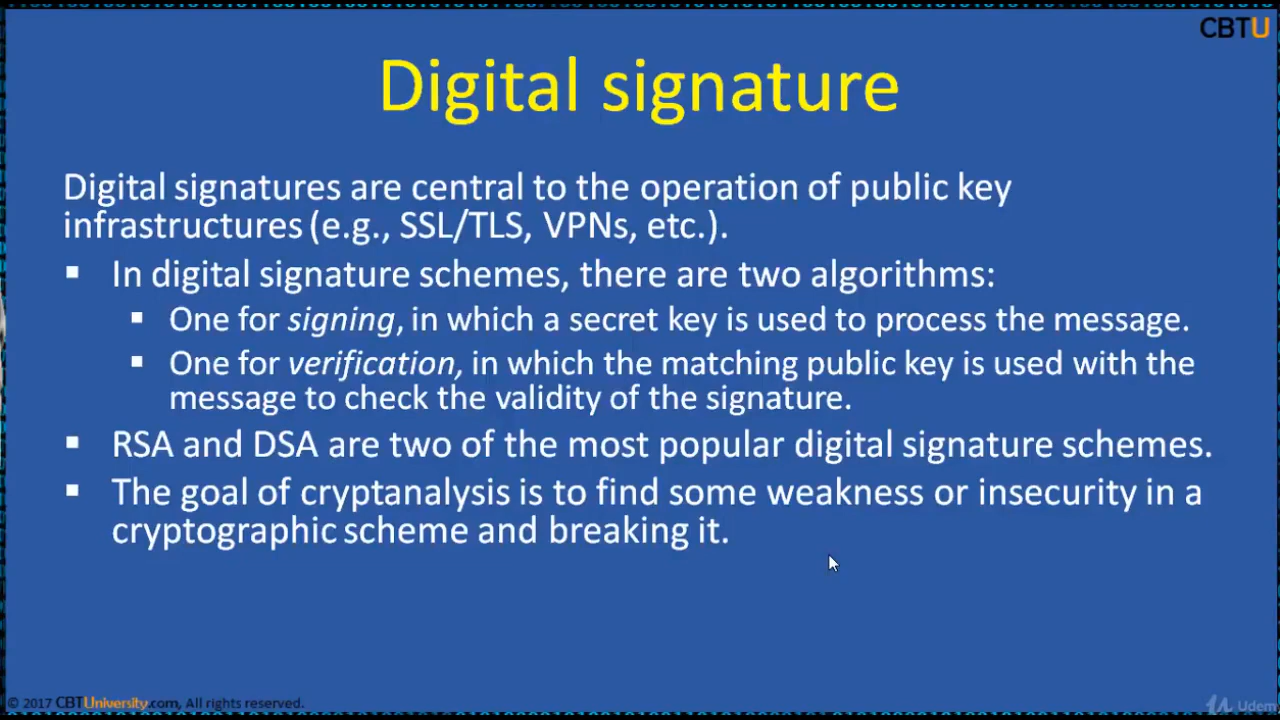 CBTU
Digital signature
Digital signatures are central to the operation of public key
infrastructures (e.g., SSL/TLS, VPNs, etc.).
▪ In digital signature schemes, there are two algorithms:
▪ One for signing, in which a secret key is used to process the message.
▪ One for verification, in which the matching public key is used with the
message to check the validity of the signature.
▪ RSA and DSA are two of the most popular digital signature schemes.
▪ The goal of cryptanalysis is to find some weakness or insecurity in a
cryptographic scheme and breaking it.
© 2017 CBTUniversity.com, All rights reserved.